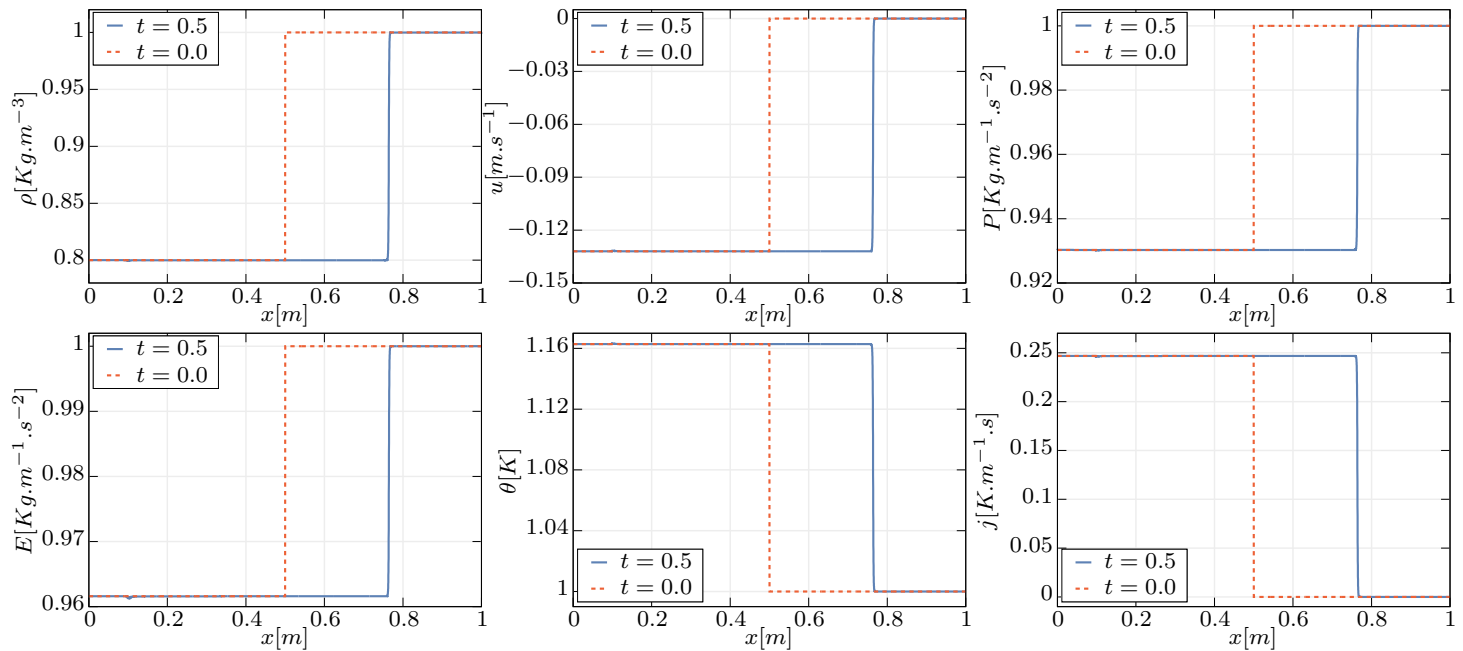 ρ[Kg.m⁻³]
1
0.95
0.9
0.85
0.8
t = 0.5
t = 0.0
0 0.2 0.4 0.6 0.8 1
x[m]
u[m.s⁻¹]
0
−0.03
−0.06
−0.09
−0.12
−0.15
t = 0.5
t = 0.0
0 0.2 0.4 0.6 0.8 1
x[m]
P[Kg.m⁻¹.s⁻²]
1
0.98
0.96
0.94
0.92
t = 0.5
t = 0.0
0 0.2 0.4 0.6 0.8 1
x[m]
E[Kg.m⁻¹.s⁻²]
1
0.99
0.98
0.97
0.96
t = 0.5
t = 0.0
0 0.2 0.4 0.6 0.8 1
x[m]
θ[K]
1.16
1.12
1.08
1.04
1
t = 0.5
t = 0.0
0 0.2 0.4 0.6 0.8 1
x[m]
j[K.m⁻¹.s]
0.25
0.2
0.15
0.1
0.05
0
t = 0.5
t = 0.0
0 0.2 0.4 0.6 0.8 1
x[m]